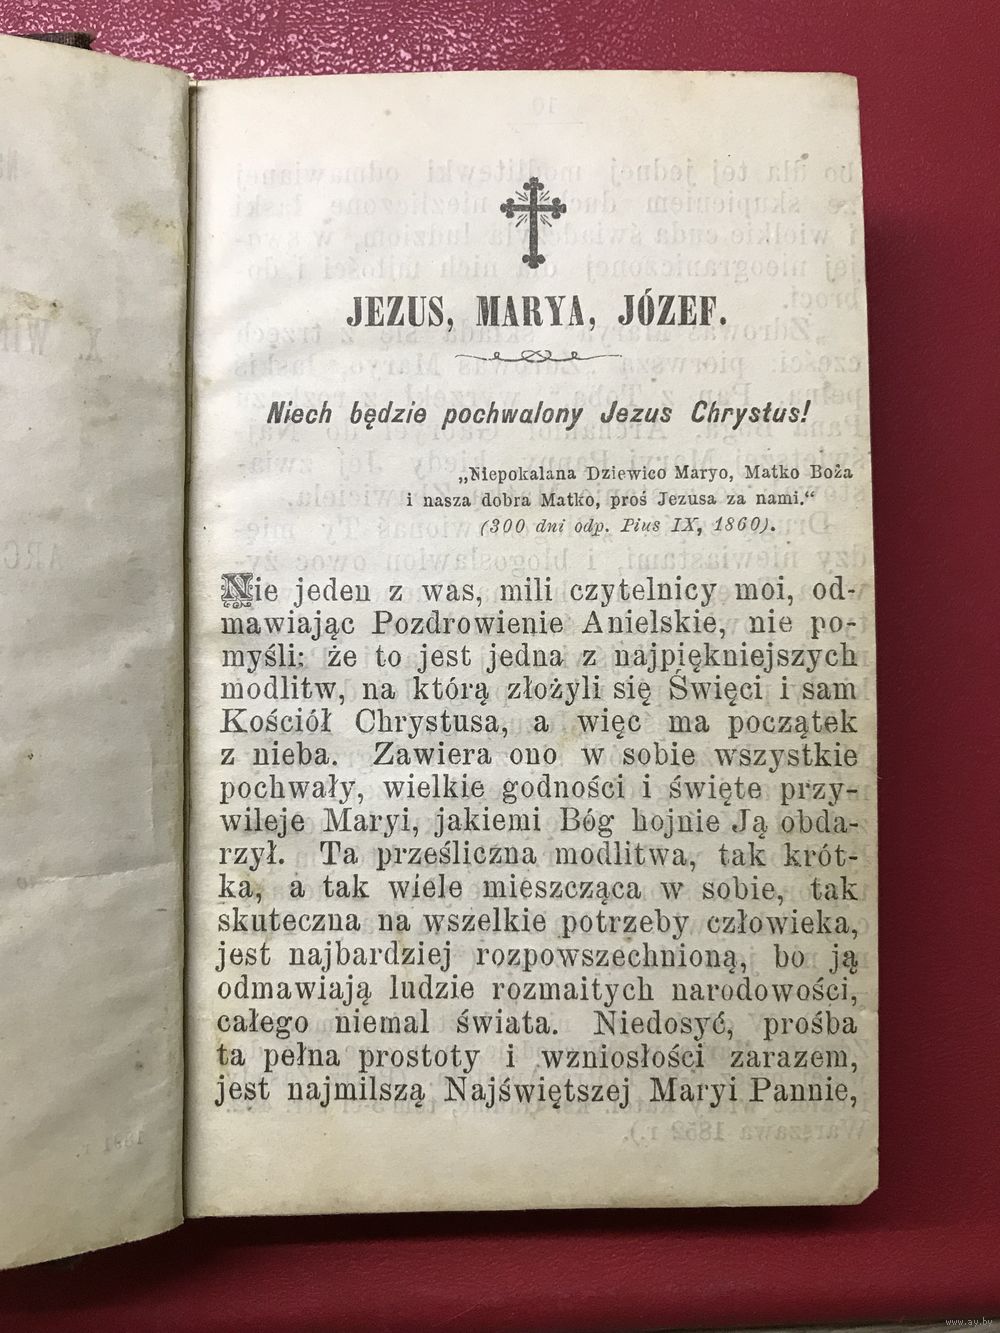 JEZUS, MARYA, JÓZEF.
Niech będzie pochwalony Jezus Chrystus!
„Niepokalana Dziewico Maryo, Matko Boża
i nasza dobra Matko, proś Jezusa za nami.“
(300 dni odp. Pius IX, 1860).
Nie jeden z was, mili czytelnicy moi, od-
mawiając Pozdrowienie Anielskie, nie po-
myśli: że to jest jedna z najpiękniejszych
modlitw, na którą złożyli się Święci i sam
Kościół Chrystusa, a więc ma początek
z nieba. Zawiera ono w sobie wszystkie
pochwały, wielkie godności i święte przy-
wileje Maryi, jakiemi Bóg hojnie Ją obda-
rzył. Ta prześliczna modlitwa, tak krót-
ka, a tak wiele mieszcząca w sobie, tak
skuteczna na wszelkie potrzeby człowieka,
jest najbardziej rozpowszechnioną, bo ją
odmawiają ludzie rozmaitych narodowości,
całego niemal świata. Niedosyć, prośba
ta pełna prostoty i wzniosłości zarazem,
jest najmilszą Najświętszej Maryi Pannie,
www.ay.by